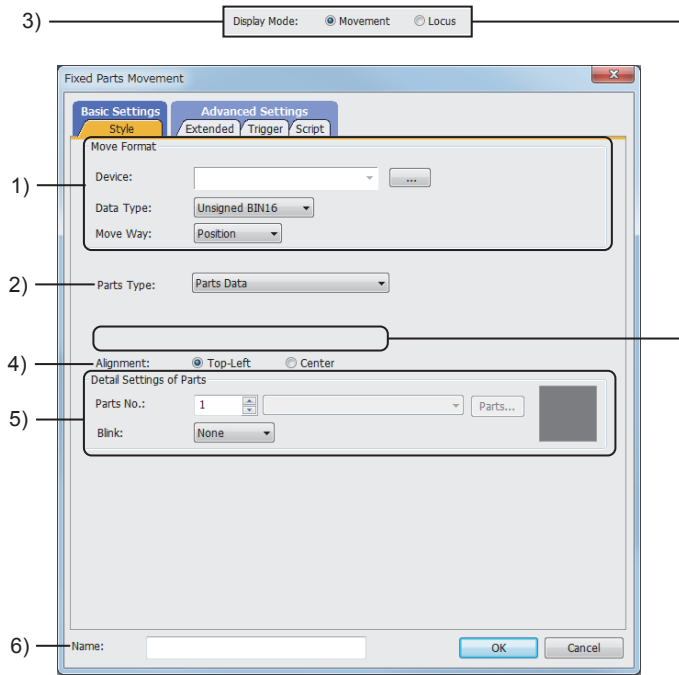 3) Display Mode: Movement Locus
Fixed Parts Movement
Basic Settings Advanced Settings
Style Extended Trigger Script
Move Format
1)
Device: ...
Data Type: Unsigned BIN16
Move Way: Position
2) Parts Type: Parts Data
4) Alignment: Top-Left Center
Detail Settings of Parts
Parts No.: 1 Parts...
5)
Blink: None
6) Name: OK Cancel